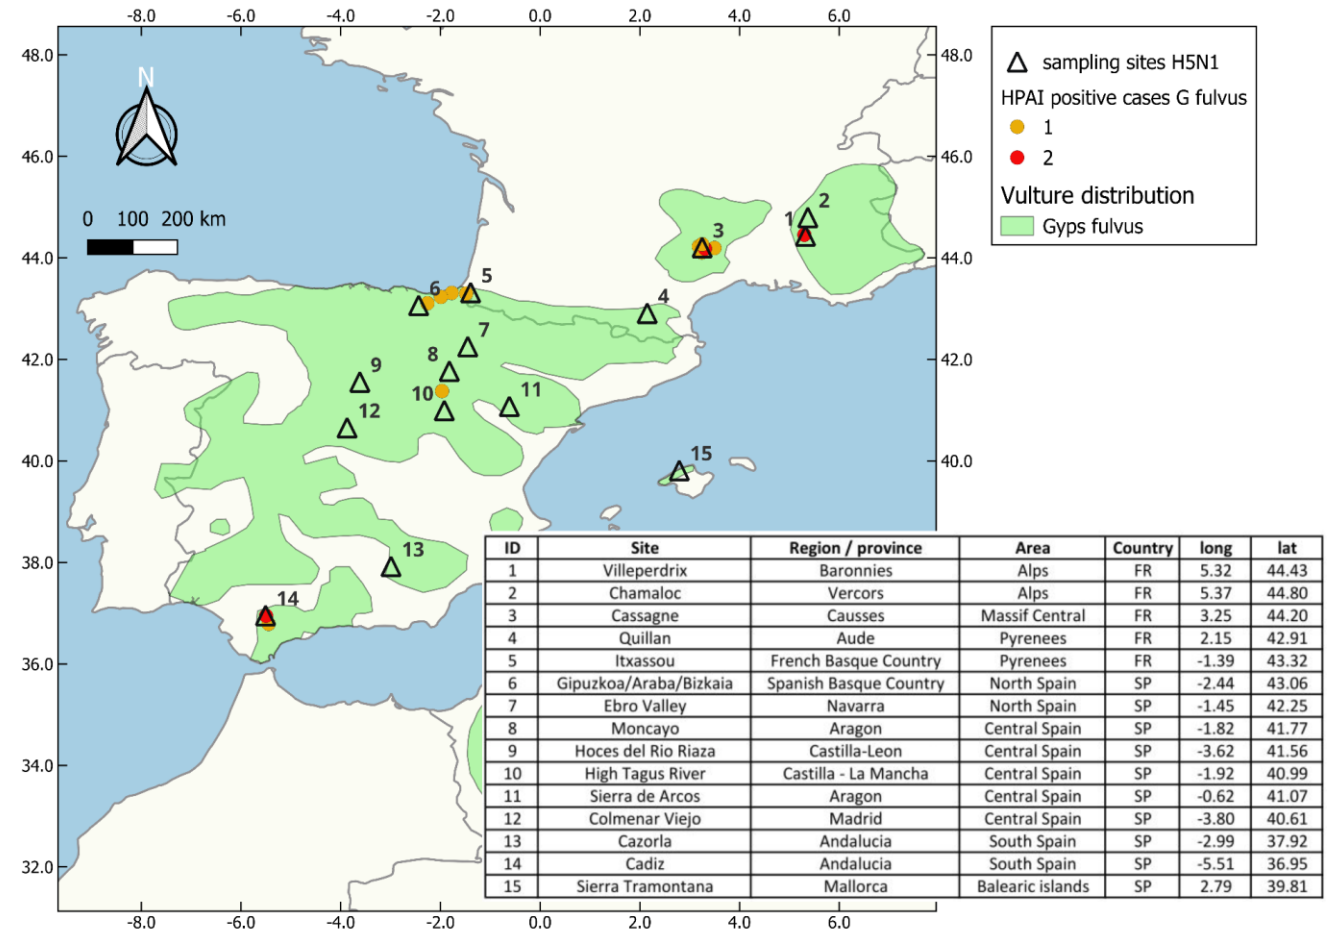 -8.0 -6.0 -4.0 -2.0 0.0 2.0 4.0 6.0
48.0 48.0
46.0 46.0
44.0 44.0
42.0 42.0
40.0 40.0
38.0
36.0
34.0
32.0
-8.0 -6.0 -4.0 -2.0 0.0 2.0 4.0 6.0
N
0 100 200 km
1
2
3
4
5
6
7
8
9
10
11
12
13
14
15
sampling sites H5N1
HPAI positive cases G fulvus
1
2
Vulture distribution
Gyps fulvus
ID Site Region / province Area Country long lat
1 Villeperdrix Baronnies Alps FR 5.32 44.43
2 Chamaloc Vercors Alps FR 5.37 44.80
3 Cassagne Causses Massif Central FR 3.25 44.20
4 Quillan Aude Pyrenees FR 2.15 42.91
5 Itxassou French Basque Country Pyrenees FR -1.39 43.32
6 Gipuzkoa/Araba/Bizkaia Spanish Basque Country North Spain SP -2.44 43.06
7 Ebro Valley Navarra North Spain SP -1.45 42.25
8 Moncayo Aragon Central Spain SP -1.82 41.77
9 Hoces del Rio Riaza Castilla-Leon Central Spain SP -3.62 41.56
10 High Tagus River Castilla - La Mancha Central Spain SP -1.92 40.99
11 Sierra de Arcos Aragon Central Spain SP -0.62 41.07
12 Colmenar Viejo Madrid Central Spain SP -3.80 40.61
13 Cazorla Andalucia South Spain SP -2.99 37.92
14 Cadiz Andalucia South Spain SP -5.51 36.95
15 Sierra Tramontana Mallorca Balearic islands SP 2.79 39.81